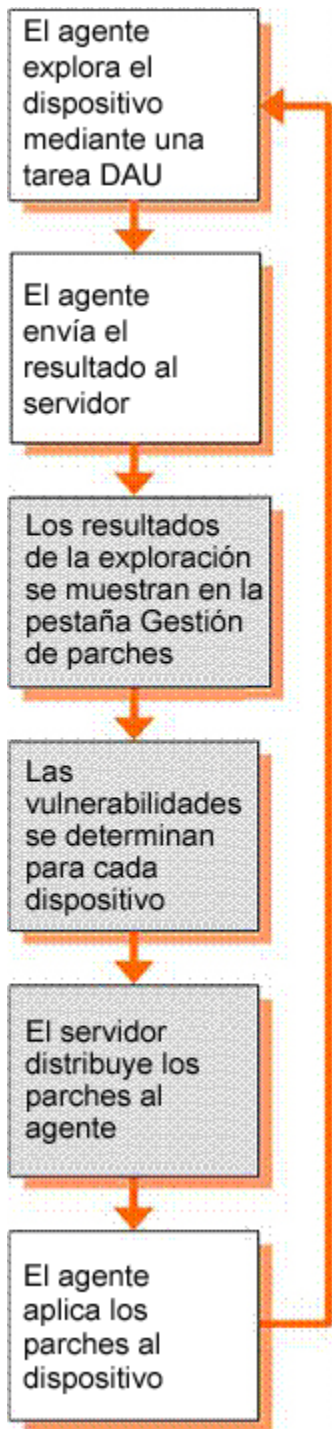 El agente
explora el
dispositivo
mediante una
tarea DAU
El agente
envía el
resultado al
servidor
Los resultados
de la exploración
se muestran en la
pestaña Gestión
de parches
Las
vulnerabilidades
se determinan
para cada
dispositivo
El servidor
distribuye los
parches al
agente
El agente
aplica los
parches al
dispositivo